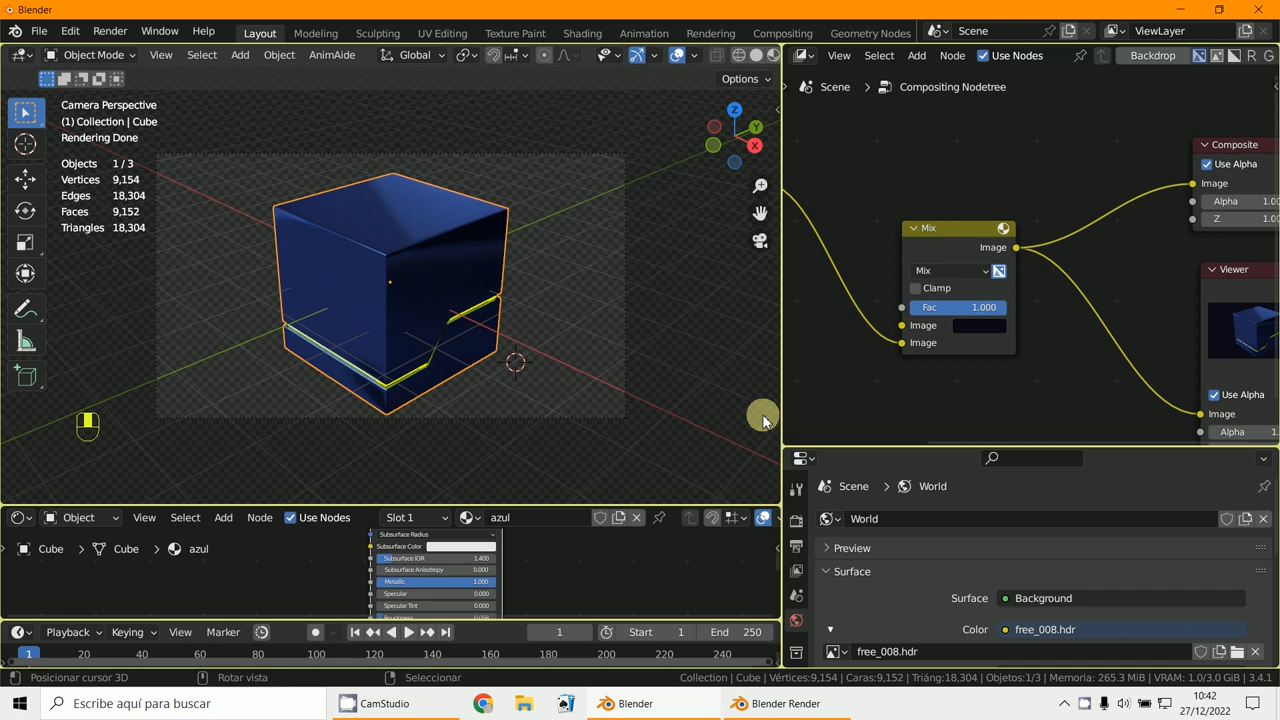 Blender
File Edit Render Window Help Layout Modeling Sculpting UV Editing Texture Paint Shading Animation Rendering Compositing Geometry Nodes Scene ViewLayer
Object Mode View Select Add Object AnimAide Global
Options
Camera Perspective
(1) Collection | Cube
Rendering Done
Objects 1 / 3
Vertices 9,154
Edges 18,304
Faces 9,152
Triangles 18,304
Z
Y
X
View Select Add Node Use Nodes Backdrop R G
Scene > Compositing Nodetree
Mix
Image
Mix
Clamp
Fac 1.000
Image
Image
Composite
Use Alpha
Image
Alpha 1.00
Z 1.00
Viewer
Use Alpha
Image
Alpha 1.
Object View Select Add Node Use Nodes Slot 1 azul
Cube > Cube > azul
Subsurface Radius
Subsurface Color
Subsurface IOR 1.400
Subsurface Anisotropy 0.000
Metallic 1.000
Specular 0.000
Specular Tint 0.000
Roughness 0.058
Scene > World
World
Preview
Surface
Surface Background
Color free_008.hdr
free_008.hdr
Playback Keying View Marker 1 Start 1 End 250
1 20 40 60 80 100 120 140 160 180 200 220 240
Posicionar cursor 3D Rotar vista Seleccionar Collection | Cube | Vértices:9,154 | Caras:9,152 | Triáng:18,304 | Objetos:1/3 | Memoria: 265.3 MiB | VRAM: 1.0/3.0 GiB | 3.4.1
Escribe aquí para buscar CamStudio Blender Blender Render
10:42
27/12/2022